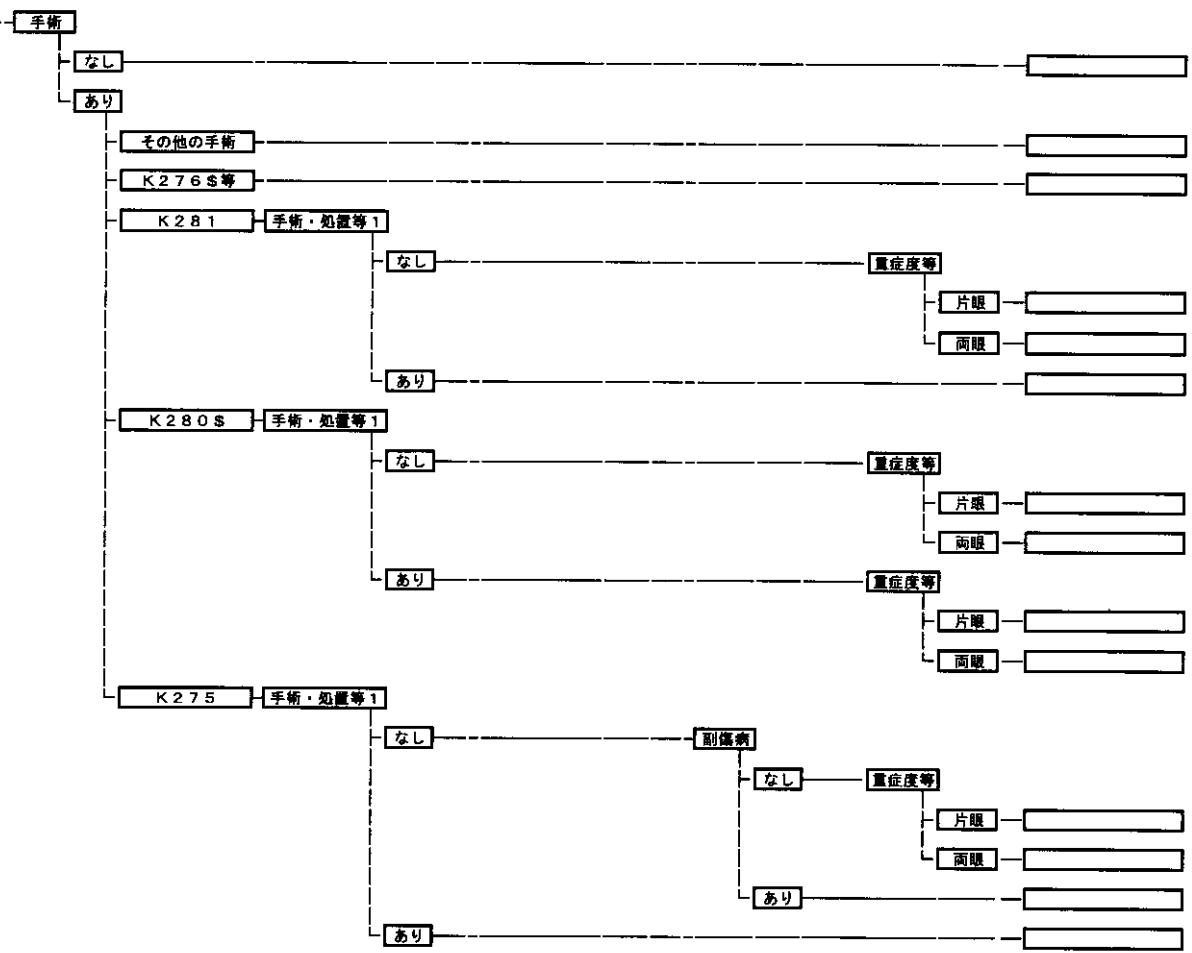 手術
なし
あり
その他の手術
K276$等
K281 手術・処置等1
なし 重症度等
片眼
両眼
あり
K280$ 手術・処置等1
なし 重症度等
片眼
両眼
あり 重症度等
片眼
両眼
K275 手術・処置等1
なし 副傷病
なし 重症度等
片眼
両眼
あり
あり